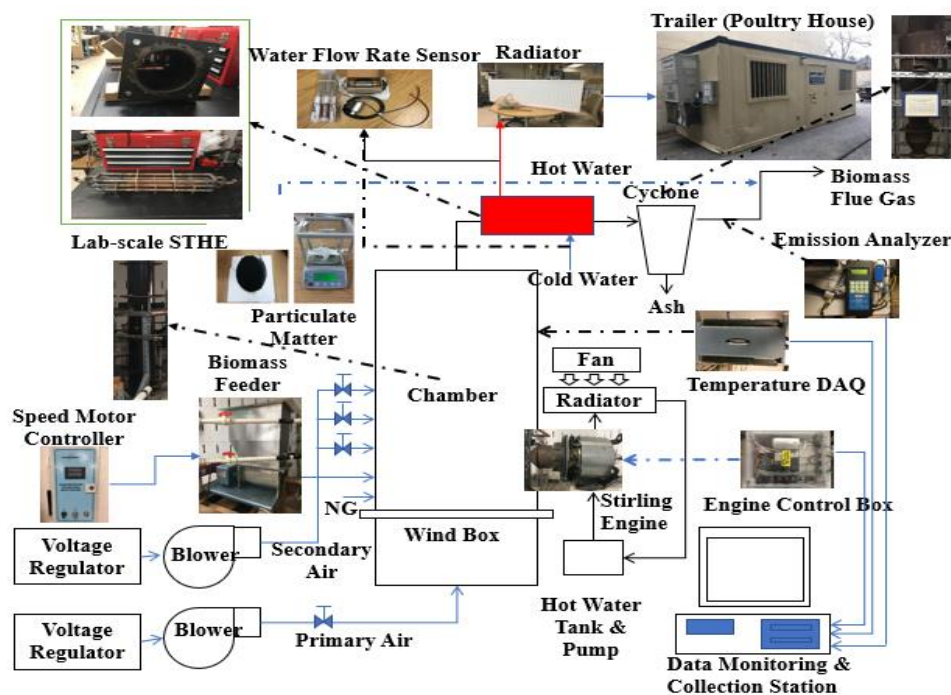 Trailer (Poultry House)
Water Flow Rate Sensor
Radiator
Hot Water
Cyclone
Biomass
Flue Gas
Lab-scale STHE
Emission Analyzer
Cold Water
Ash
Particulate
Matter
Biomass
Feeder
Chamber
Fan
Radiator
Temperature DAQ
Speed Motor
Controller
NG
Stirling
Engine
Engine Control Box
Voltage
Regulator
Blower
Secondary
Air
Wind Box
Hot Water
Tank &
Pump
Voltage
Regulator
Blower
Primary Air
Data Monitoring &
Collection Station